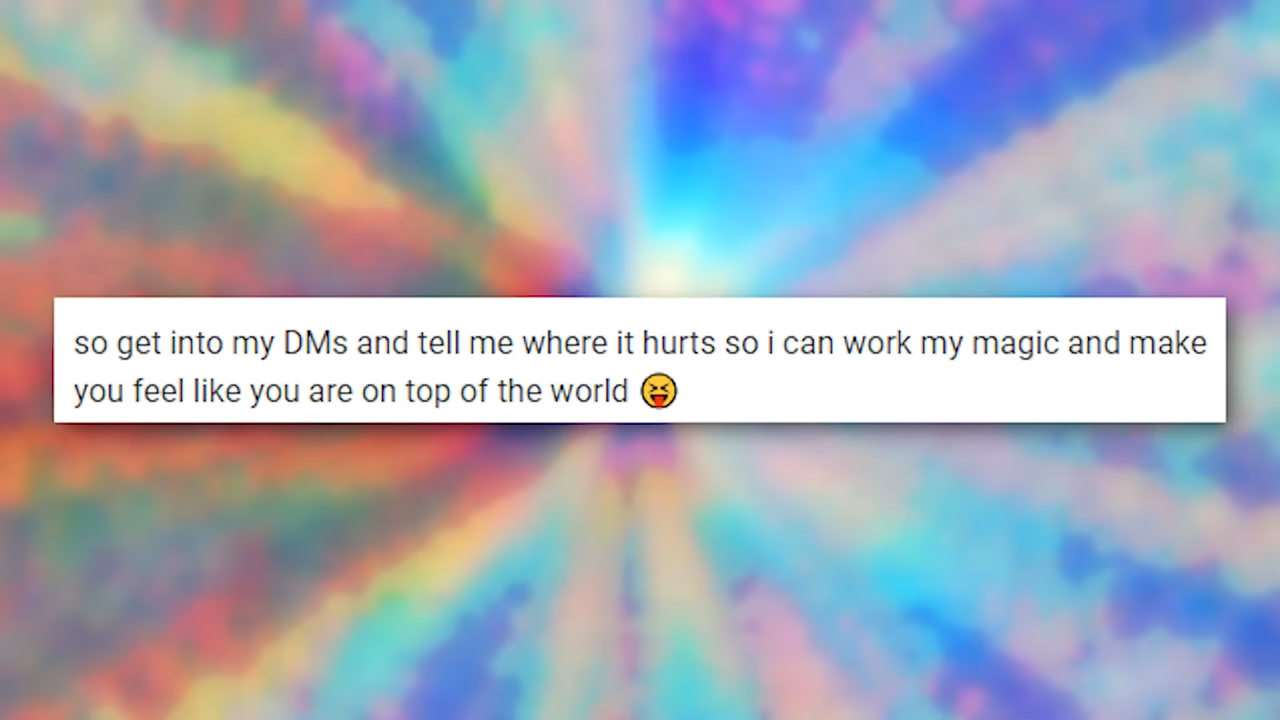 so get into my DMs and tell me where it hurts so i can work my magic and make
you feel like you are on top of the world 😝